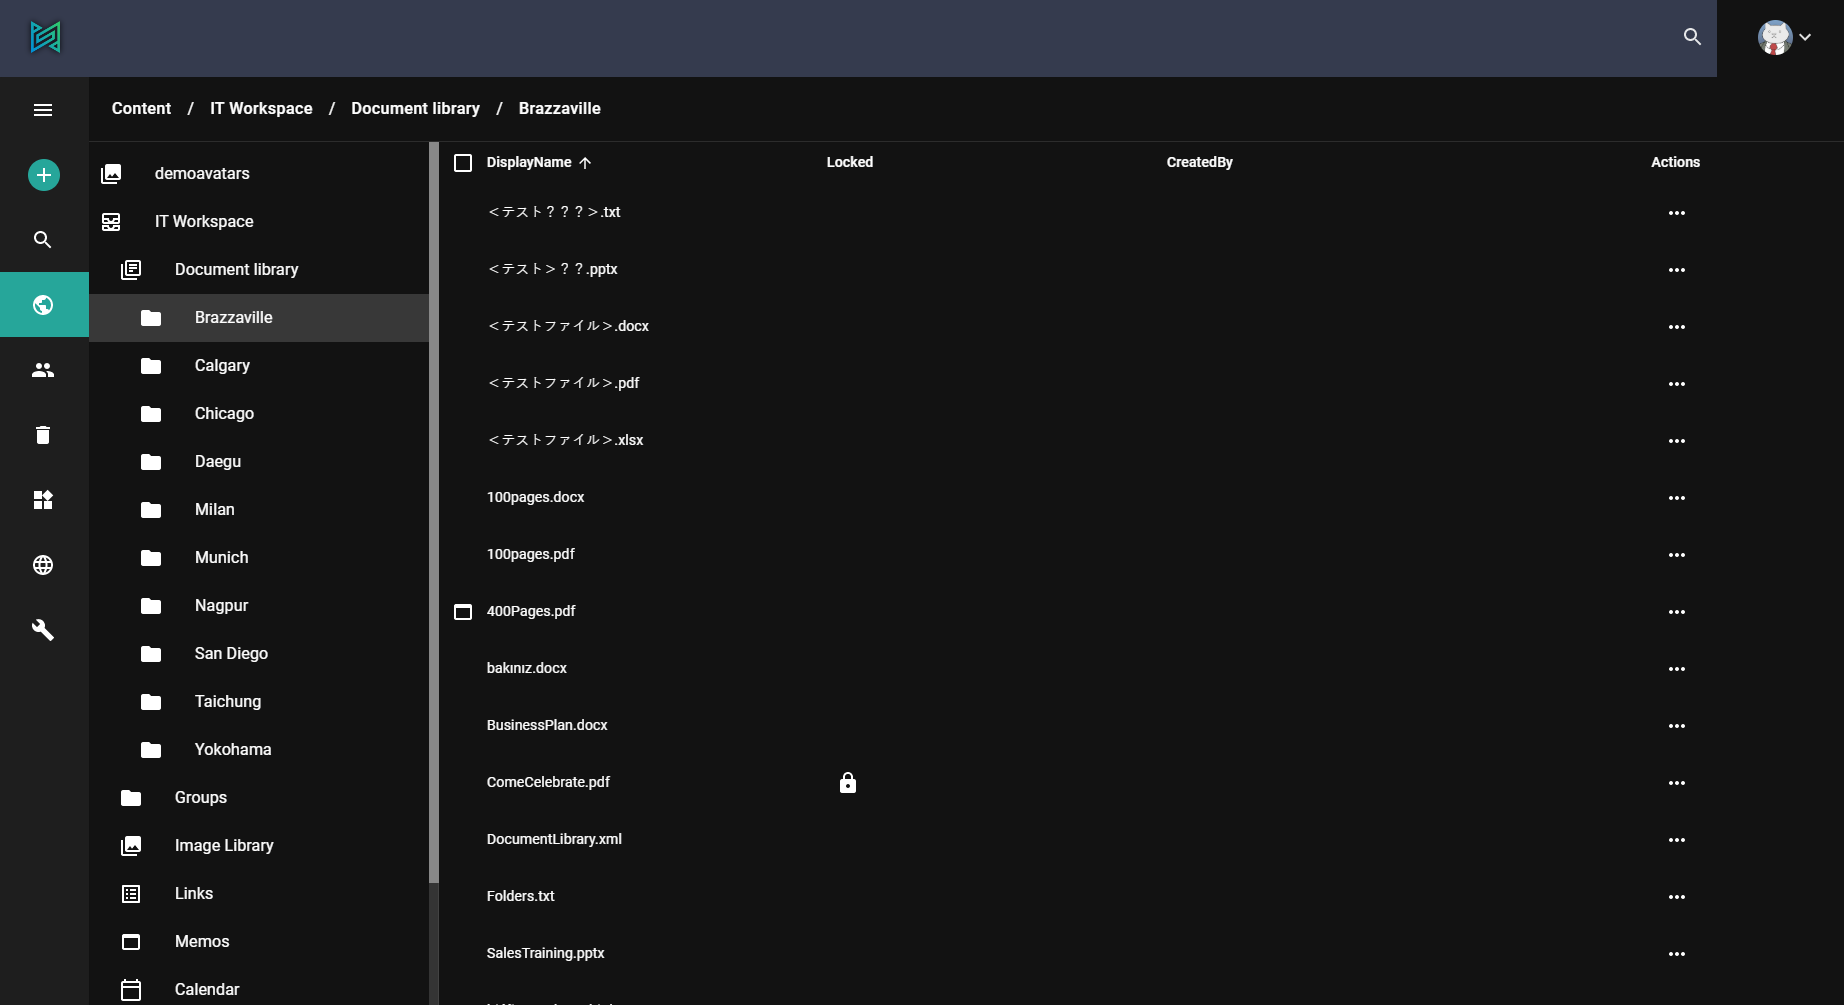 Content / IT Workspace / Document library / Brazzaville
demoavatars
IT Workspace
Document library
Brazzaville
Calgary
Chicago
Daegu
Milan
Munich
Nagpur
San Diego
Taichung
Yokohama
Groups
Image Library
Links
Memos
Calendar
DisplayName Locked CreatedBy Actions
＜テスト？？？＞.txt
＜テスト＞？？.pptx
＜テストファイル＞.docx
＜テストファイル＞.pdf
＜テストファイル＞.xlsx
100pages.docx
100pages.pdf
400Pages.pdf
bakınız.docx
BusinessPlan.docx
ComeCelebrate.pdf
DocumentLibrary.xml
Folders.txt
SalesTraining.pptx